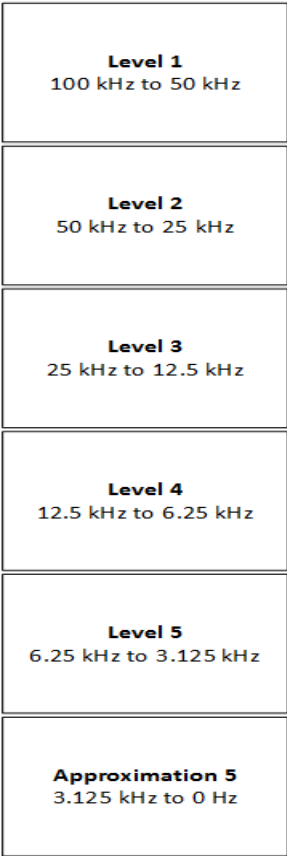 Level 1
100 kHz to 50 kHz
Level 2
50 kHz to 25 kHz
Level 3
25 kHz to 12.5 kHz
Level 4
12.5 kHz to 6.25 kHz
Level 5
6.25 kHz to 3.125 kHz
Approximation 5
3.125 kHz to 0 Hz